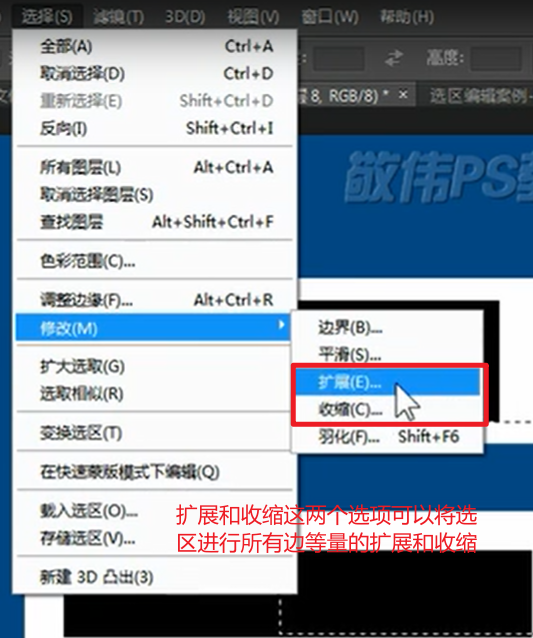 选择(S) 滤镜(T) 3D(D) 视图(V) 窗口(W) 帮助(H)
全部(A) Ctrl+A
取消选择(D) Ctrl+D
高度:
重新选择(E) Shift+Ctrl+D
8, RGB/8) * × 选区编辑案例
反向(I) Shift+Ctrl+I
所有图层(L) Alt+Ctrl+A
敬伟PS
取消选择图层(S)
查找图层 Alt+Shift+Ctrl+F
色彩范围(C)...
调整边缘(F)... Alt+Ctrl+R
修改(M)
边界(B)...
平滑(S)...
扩大选取(G)
扩展(E)...
选取相似(R)
收缩(C)...
变换选区(T)
羽化(F)... Shift+F6
在快速蒙版模式下编辑(Q)
载入选区(O)...
扩展和收缩这两个选项可以将选
存储选区(V)...
区进行所有边等量的扩展和收缩
新建 3D 凸出(3)